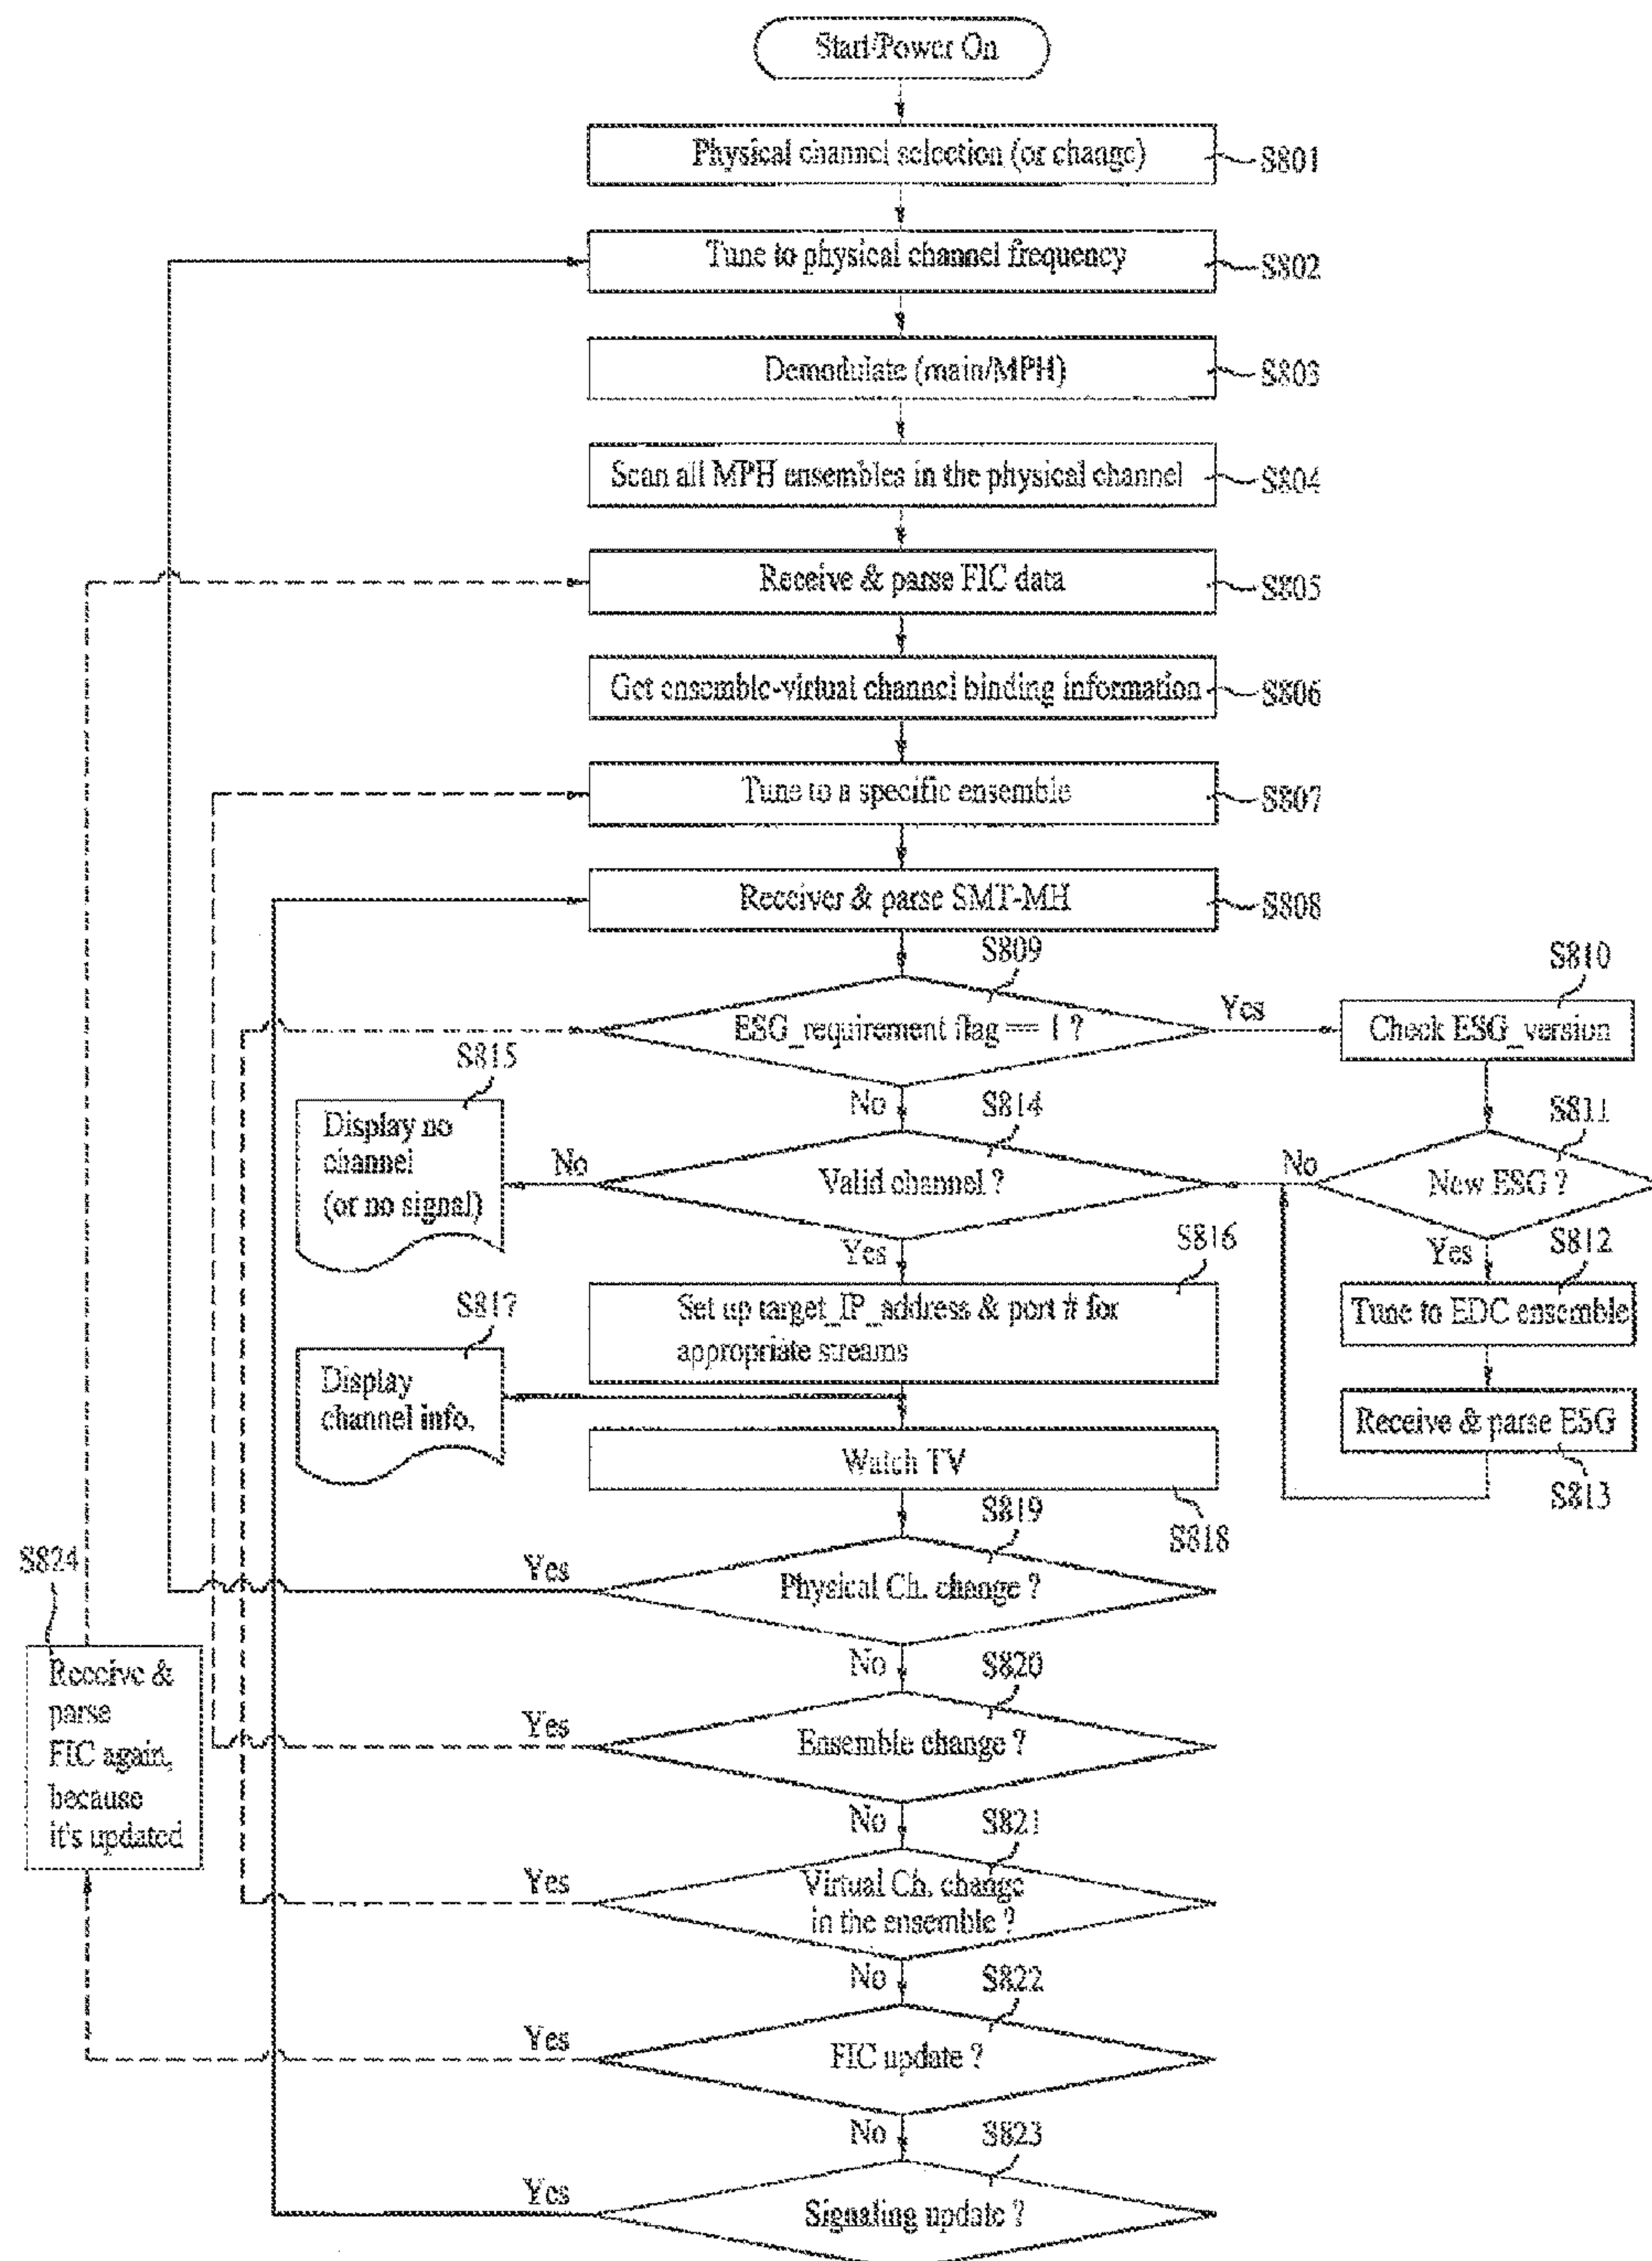 Start/Power On
Physical channel selection (or change)
S801
Tune to physical channel frequency
S802
Demodulate (main/MPH)
S803
Scan all MPH ensembles in the physical channel
S804
Receive & parse FIC data
S805
Get ensemble-virtual channel binding information
S806
Tune to a specific ensemble
S807
Receiver & parse SMT-MH
S808
S809
ESG_requirement flag == 1 ?
Yes
S810
Check ESG_version
No
S814
Valid channel ?
No
S815
Display no
channel
(or no signal)
S811
New ESG ?
No
Yes
S812
Tune to EDC ensemble
Receive & parse ESG
S813
Yes
S816
Set up target_IP_address & port # for
appropriate streams
S817
Display
channel info.
Watch TV
S818
S819
Physical Ch. change ?
Yes
No
S820
Ensemble change ?
Yes
No
S821
Virtual Ch. change
in the ensemble ?
Yes
No
S822
FIC update ?
Yes
S824
Receive &
parse
FIC again,
because
it's updated
No
S823
Signaling update ?
Yes